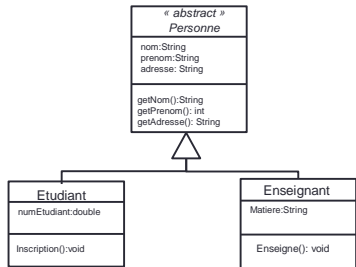 « abstract »
Personne
nom:String
prenom:String
adresse: String
getNom():String
getPrenom(): int
getAdresse(): String
Etudiant
numEtudiant:double
Inscription():void
Enseignant
Matiere:String
Enseigne(): void